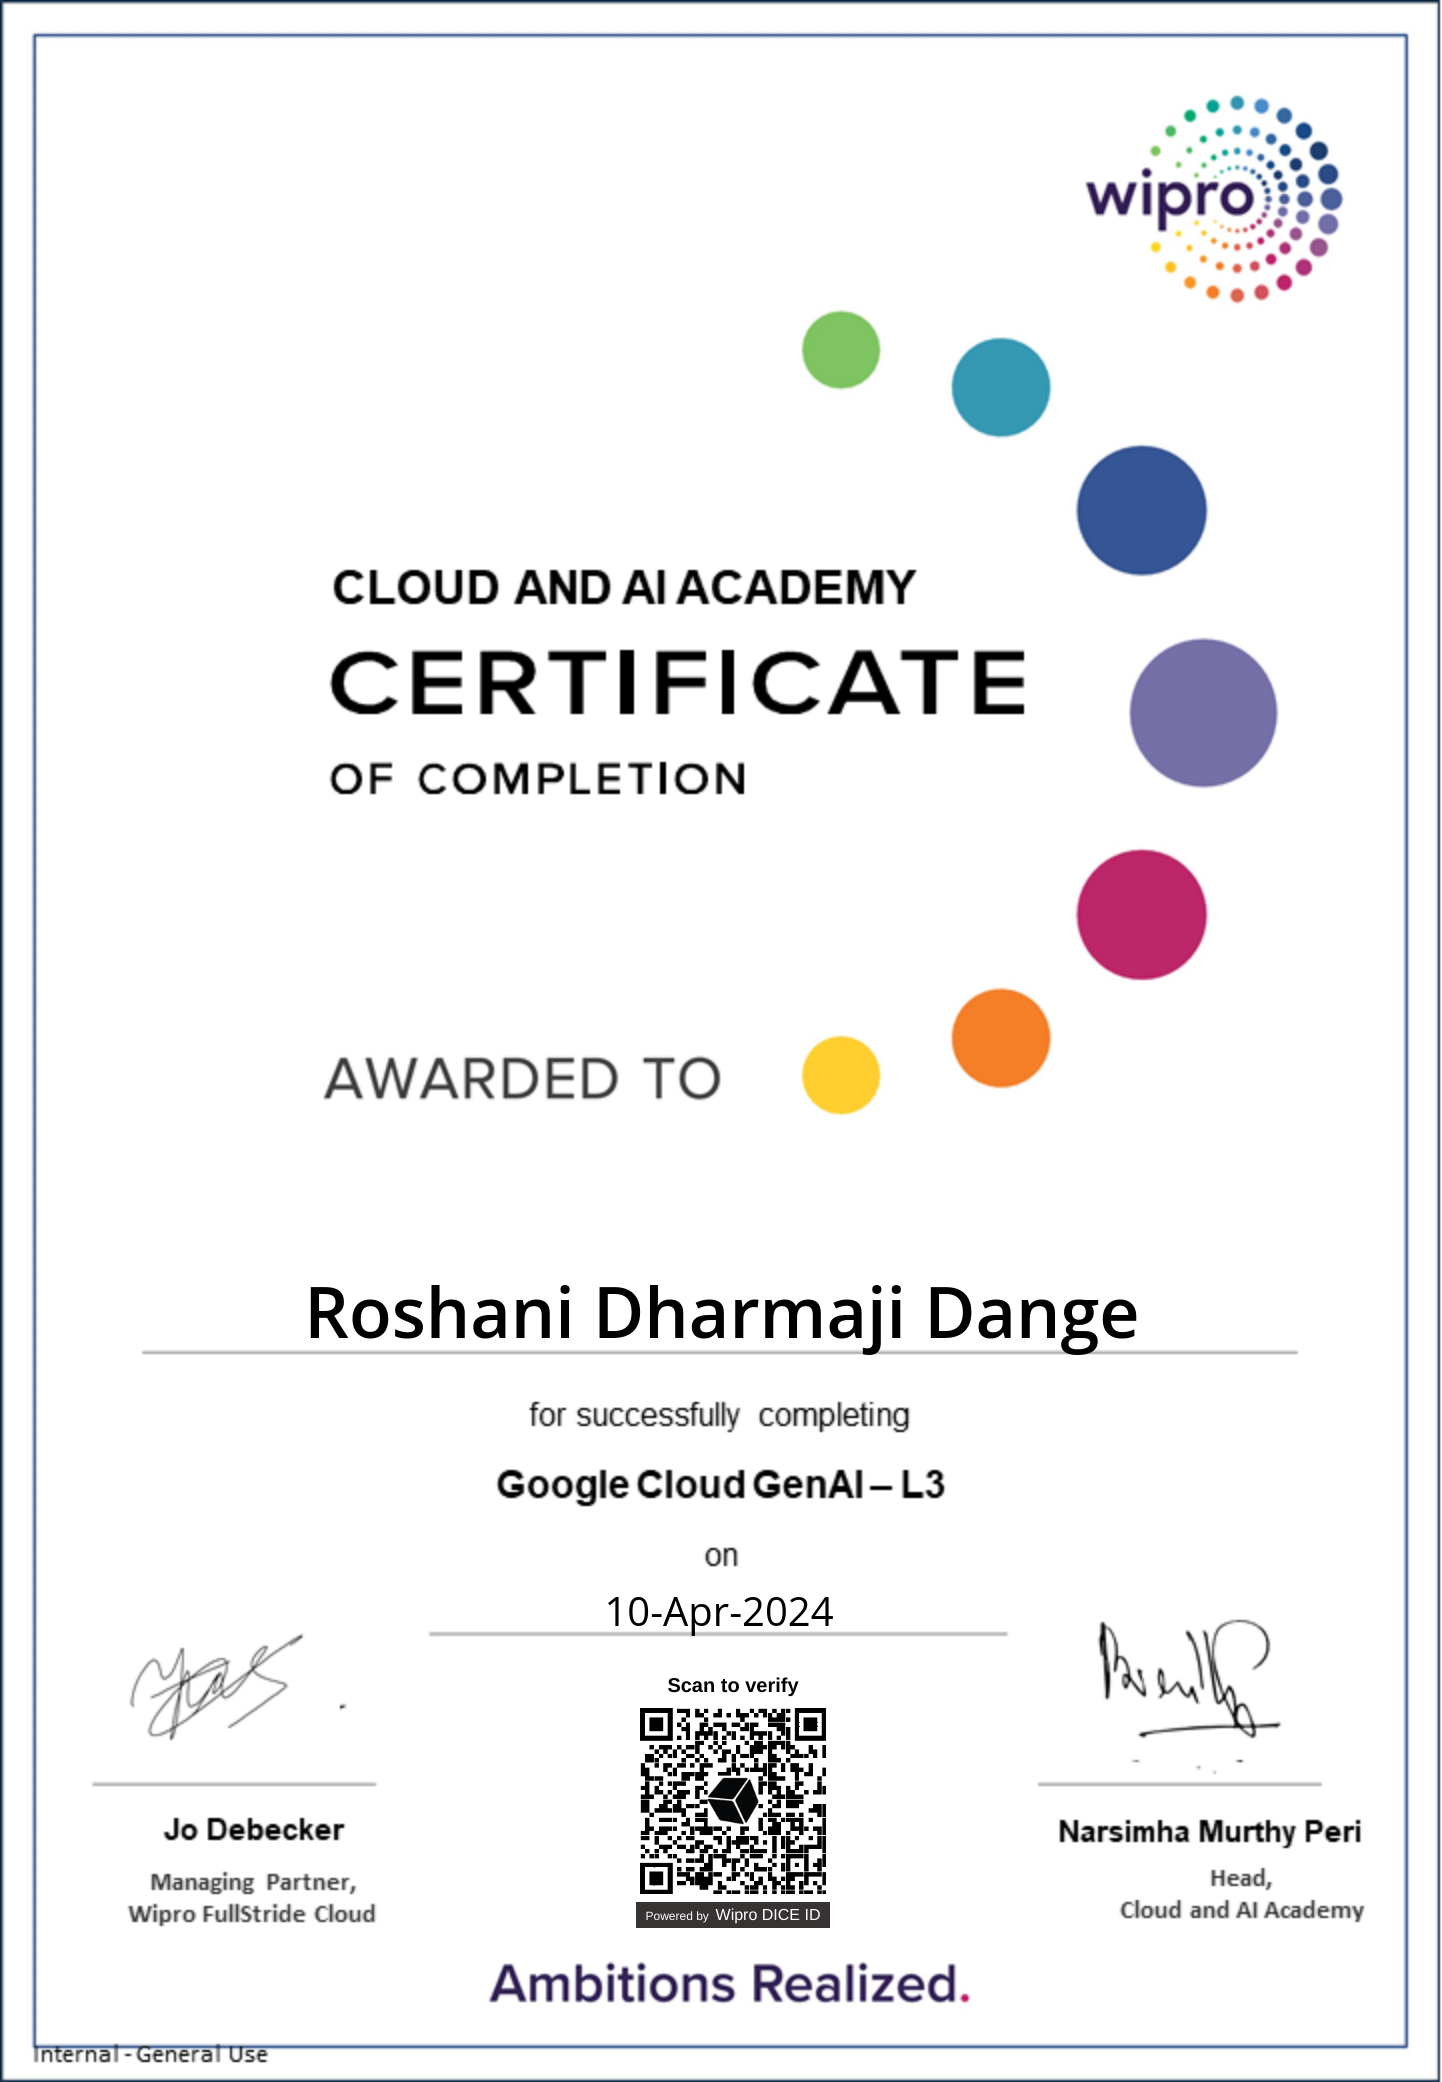 wipro
CLOUD AND AI ACADEMY
CERTIFICATE
OF COMPLETION
AWARDED TO
Roshani Dharmaji Dange
for successfully completing
Google Cloud GenAI – L3
on
10-Apr-2024
Scan to verify
Jo Debecker
Managing Partner,
Wipro FullStride Cloud
Powered by Wipro DICE ID
Narsimha Murthy Peri
Head,
Cloud and AI Academy
Ambitions Realized.
Internal - General Use